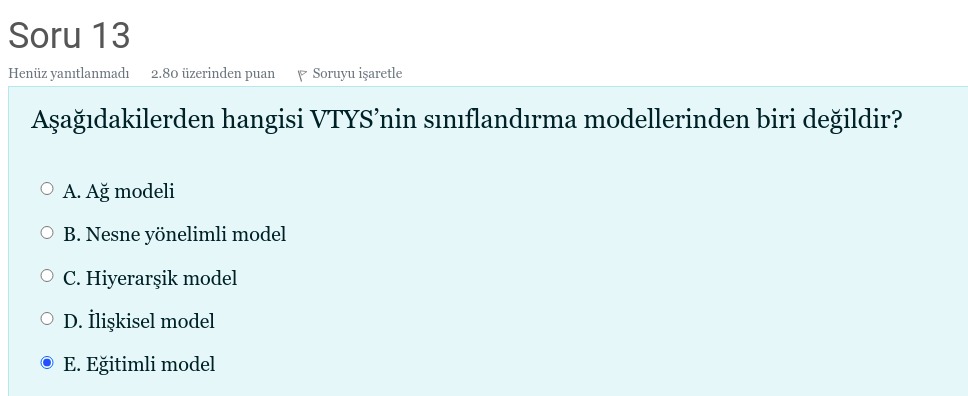 Soru 13
Henüz yanıtlanmadı 2.80 üzerinden puan Soruyu işaretle
Aşağıdakilerden hangisi VTYS’nin sınıflandırma modellerinden biri değildir?
A. Ağ modeli
B. Nesne yönelimli model
C. Hiyerarşik model
D. İlişkisel model
E. Eğitimli model